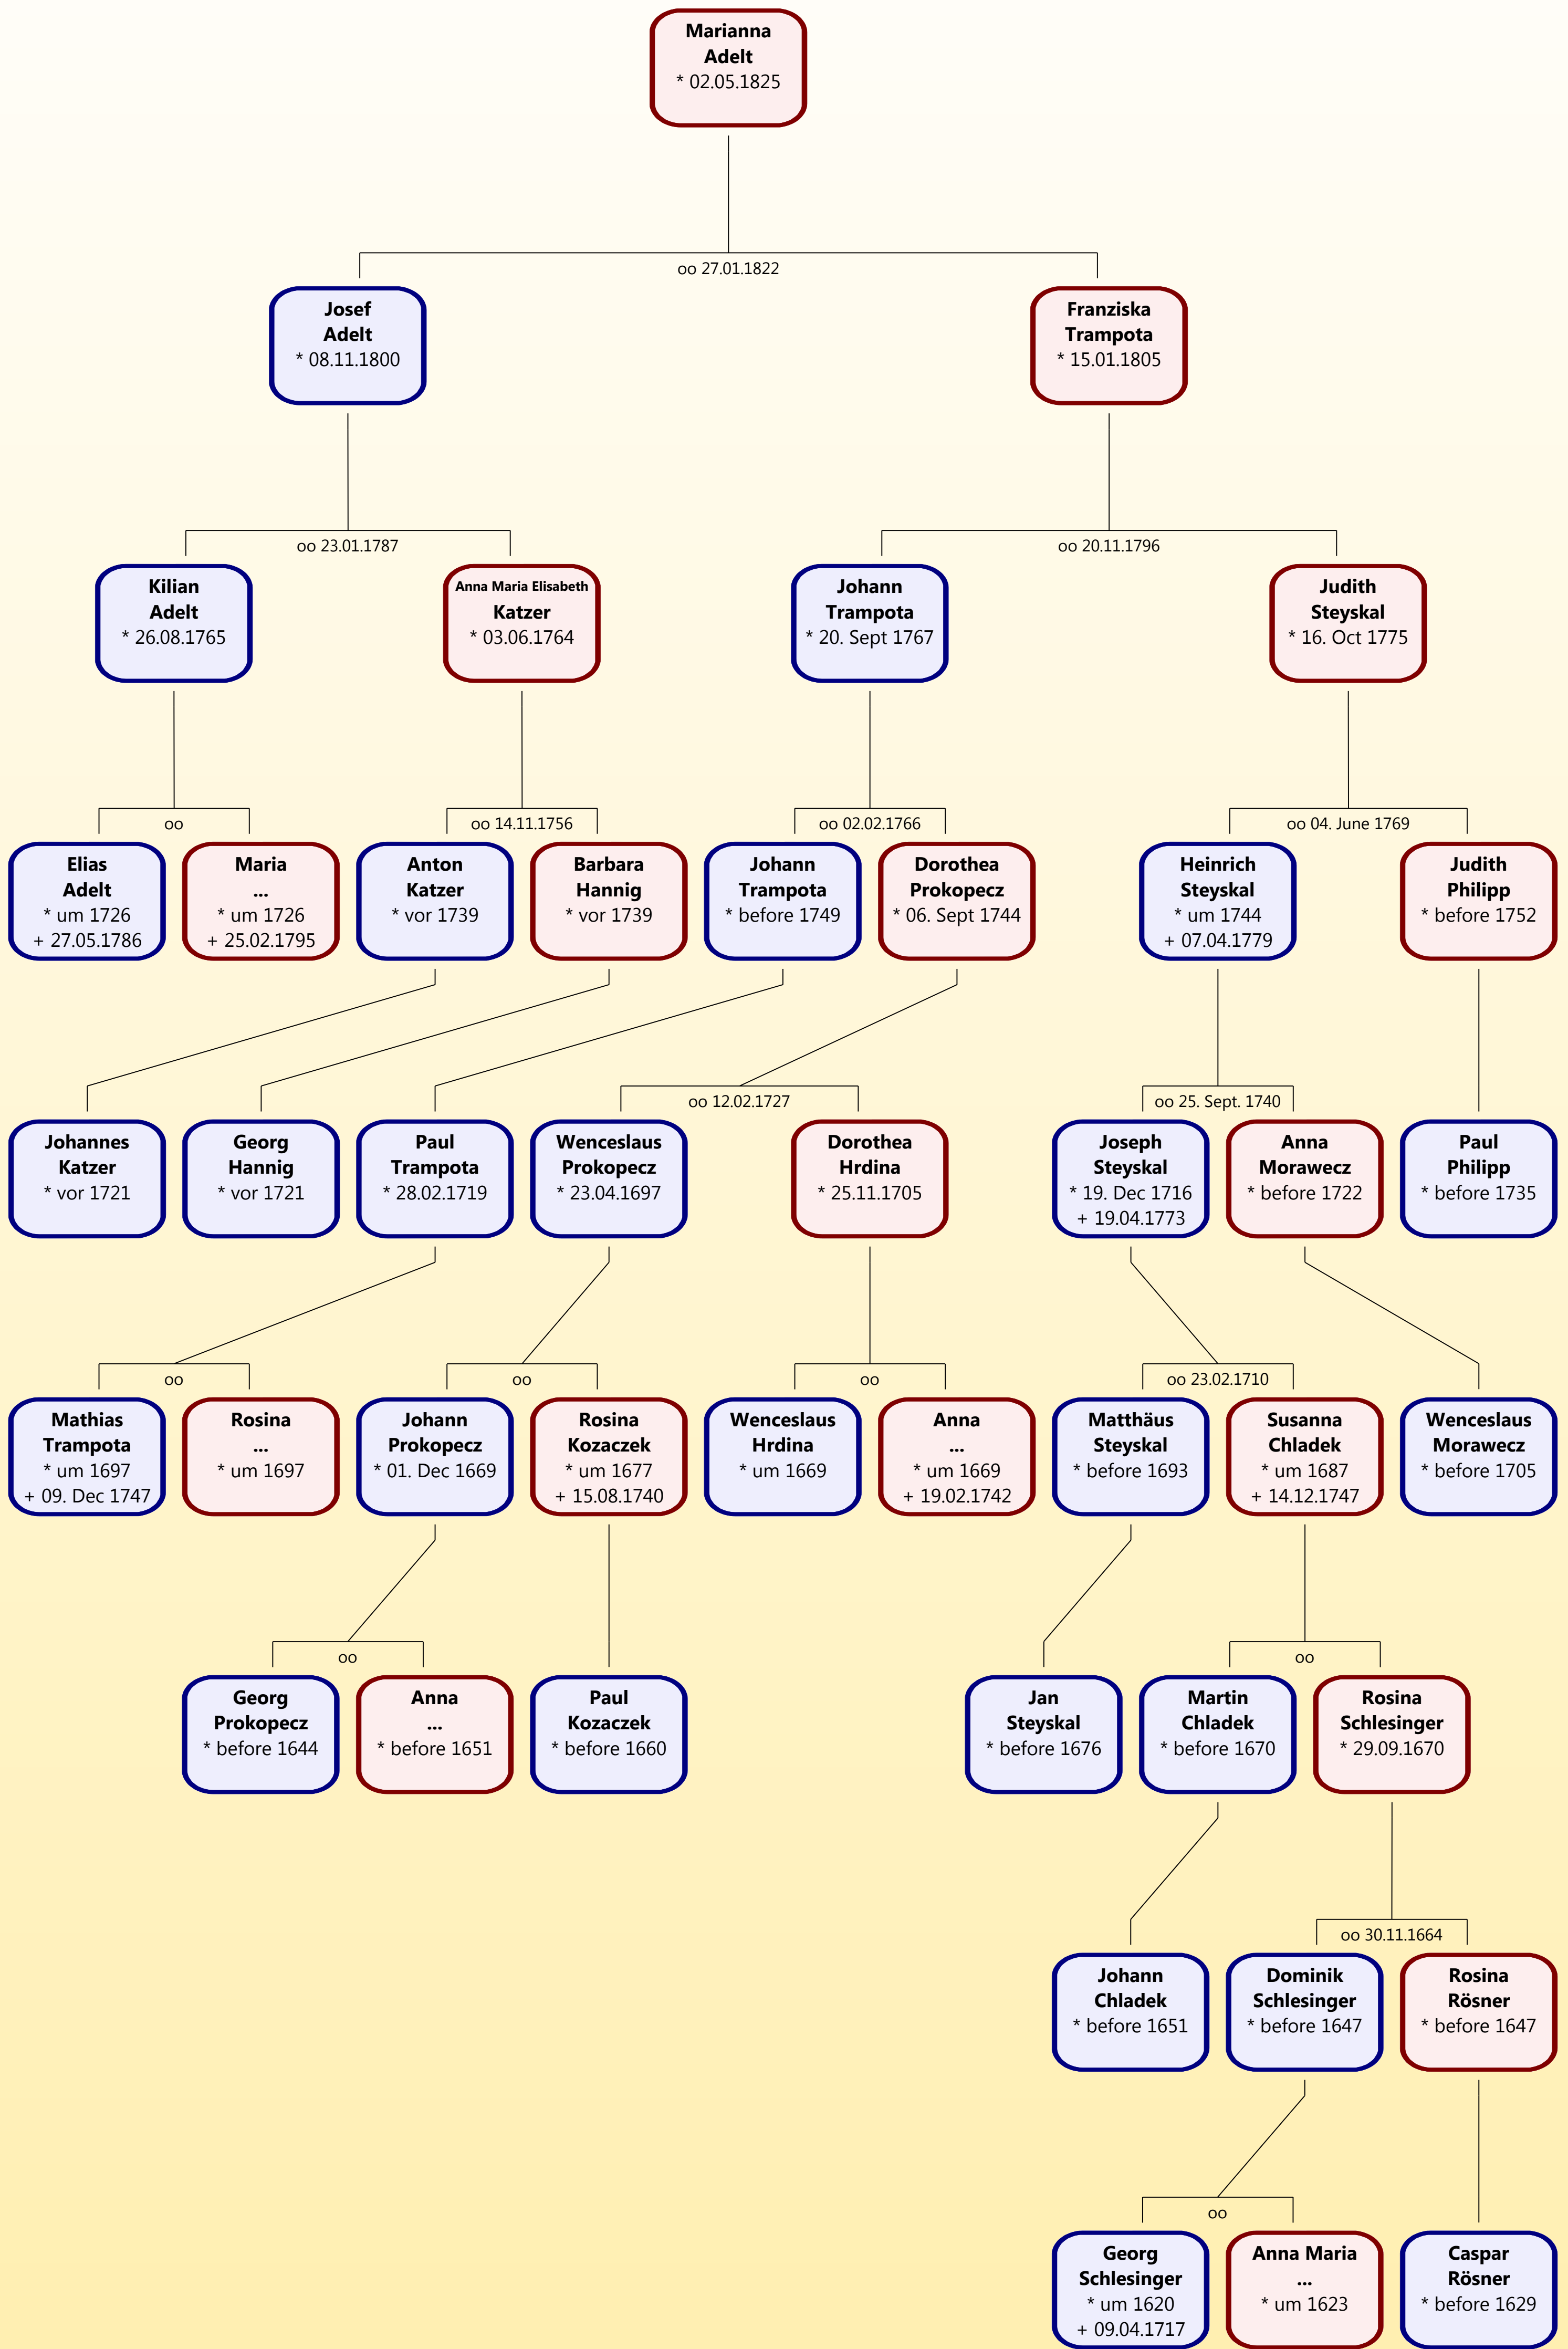 Marianna
Adelt
* 02.05.1825
oo 27.01.1822
Josef
Adelt
* 08.11.1800
Franziska
Trampota
* 15.01.1805
oo 23.01.1787
oo 20.11.1796
Kilian
Adelt
* 26.08.1765
Anna Maria Elisabeth
Katzer
* 03.06.1764
Johann
Trampota
* 20. Sept 1767
Judith
Steyskal
* 16. Oct 1775
oo
oo 14.11.1756
oo 02.02.1766
oo 04. June 1769
Elias
Adelt
* um 1726
+ 27.05.1786
Maria
...
* um 1726
+ 25.02.1795
Anton
Katzer
* vor 1739
Barbara
Hannig
* vor 1739
Johann
Trampota
* before 1749
Dorothea
Prokopecz
* 06. Sept 1744
Heinrich
Steyskal
* um 1744
+ 07.04.1779
Judith
Philipp
* before 1752
oo 12.02.1727
oo 25. Sept. 1740
Johannes
Katzer
* vor 1721
Georg
Hannig
* vor 1721
Paul
Trampota
* 28.02.1719
Wenceslaus
Prokopecz
* 23.04.1697
Dorothea
Hrdina
* 25.11.1705
Joseph
Steyskal
* 19. Dec 1716
+ 19.04.1773
Anna
Morawecz
* before 1722
Paul
Philipp
* before 1735
oo
oo
oo
oo 23.02.1710
Mathias
Trampota
* um 1697
+ 09. Dec 1747
Rosina
...
* um 1697
Johann
Prokopecz
* 01. Dec 1669
Rosina
Kozaczek
* um 1677
+ 15.08.1740
Wenceslaus
Hrdina
* um 1669
Anna
...
* um 1669
+ 19.02.1742
Matthäus
Steyskal
* before 1693
Susanna
Chladek
* um 1687
+ 14.12.1747
Wenceslaus
Morawecz
* before 1705
oo
oo
Georg
Prokopecz
* before 1644
Anna
...
* before 1651
Paul
Kozaczek
* before 1660
Jan
Steyskal
* before 1676
Martin
Chladek
* before 1670
Rosina
Schlesinger
* 29.09.1670
oo 30.11.1664
Johann
Chladek
* before 1651
Dominik
Schlesinger
* before 1647
Rosina
Rösner
* before 1647
oo
Georg
Schlesinger
* um 1620
+ 09.04.1717
Anna Maria
...
* um 1623
Caspar
Rösner
* before 1629